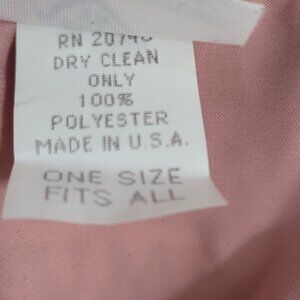 RN
DRY CLEAN
ONLY
100%
POLYESTER
MADE IN U.S.A.
ONE SIZE
FITS ALL